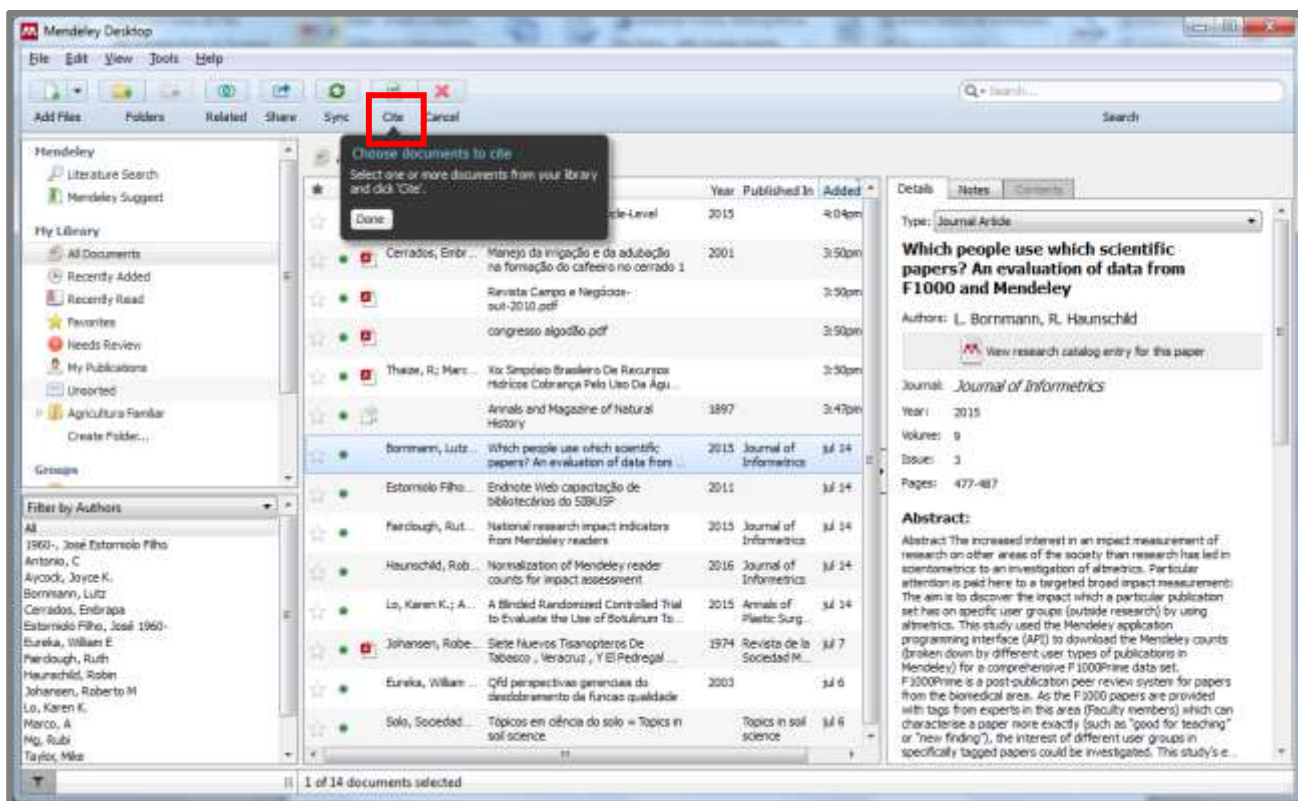 Mendeley Desktop
File Edit View Tools Help
Add Files Folders Related Share Sync Cite Cancel
Search...
Search
Choose documents to cite
Select one or more documents from your library
and click 'Cite'.
Done
Mendeley
Literature Search
Mendeley Suggest
My Library
All Documents
Recently Added
Recently Read
Favorites
Needs Review
My Publications
Unsorted
Agricultura Familiar
Create Folder...
Groups
Filter by Authors
All
1960-, José Estorniolo Filho
Antonio, C
Aycock, Joyce K.
Bornmann, Lutz
Cerrados, Embrapa
Estorniolo Filho, José 1960-
Eureka, William E
Fairclough, Ruth
Haunschild, Robin
Johansen, Roberto M
Lo, Karen K.
Marco, A
Mg, Rubi
Taylor, Mike
Year Published In Added
cle-Level 2015 4:04pm
Cerrados, Embr... Manejo da irrigação e da adubação 2001 3:50pm
na formação do cafeeiro no cerrado 1
Revista Campo e Negócios- 3:50pm
out-2010.pdf
congresso algodão.pdf 3:50pm
Thaize, R; Marc... Xix Simpósio Brasileiro De Recursos 3:50pm
Hídricos Cobrança Pelo Uso Da Águ...
Annals and Magazine of Natural 1897 3:47pm
History
Bornmann, Lutz... Which people use which scientific 2015 Journal of Jul 14
papers? An evaluation of data from ... Informetrics
Estorniolo Filho... Endnote Web capacitação de 2011 Jul 14
bibliotecários do SIBIUSP
Fairclough, Rut... National research impact indicators 2015 Journal of Jul 14
from Mendeley readers Informetrics
Haunschild, Rob... Normalization of Mendeley reader 2016 Journal of Jul 14
counts for impact assessment Informetrics
Lo, Karen K.; A... A Blinded Randomized Controlled Trial 2015 Annals of Jul 14
to Evaluate the Use of Botulinum To... Plastic Surg...
Johansen, Robe... Siete Nuevos Tisanopteros De 1974 Revista de la Jul 7
Tabasco , Veracruz , Y El Pedregal ... Sociedad M...
Eureka, William ... Qfd perspectivas gerenciais do 2003 Jul 6
desdobramento da funcao qualidade
Solo, Sociedad... Tópicos em ciência do solo = Topics in Topics in soil Jul 6
soil science science
1 of 14 documents selected
Details Notes Contents
Type: Journal Article
Which people use which scientific
papers? An evaluation of data from
F1000 and Mendeley
Authors: L. Bornmann, R. Haunschild
View research catalog entry for this paper
Journal: Journal of Informetrics
Year: 2015
Volume: 9
Issue: 3
Pages: 477-487
Abstract:
Abstract The increased interest in an impact measurement of
research on other areas of the society than research has led in
scientometrics to an investigation of altmetrics. Particular
attention is paid here to a targeted broad impact measurement:
The aim is to discover the impact which a particular publication
set has on specific user groups (outside research) by using
altmetrics. This study used the Mendeley application
programming interface (API) to download the Mendeley counts
(broken down by different user types of publications in
Mendeley) for a comprehensive F1000Prime data set.
F1000Prime is a post-publication peer review system for papers
from the biomedical area. As the F1000 papers are provided
with tags from experts in this area (Faculty members) which can
characterise a paper more exactly (such as "good for teaching"
or "new finding"), the interest of different user groups in
specifically tagged papers could be investigated. This study's e...